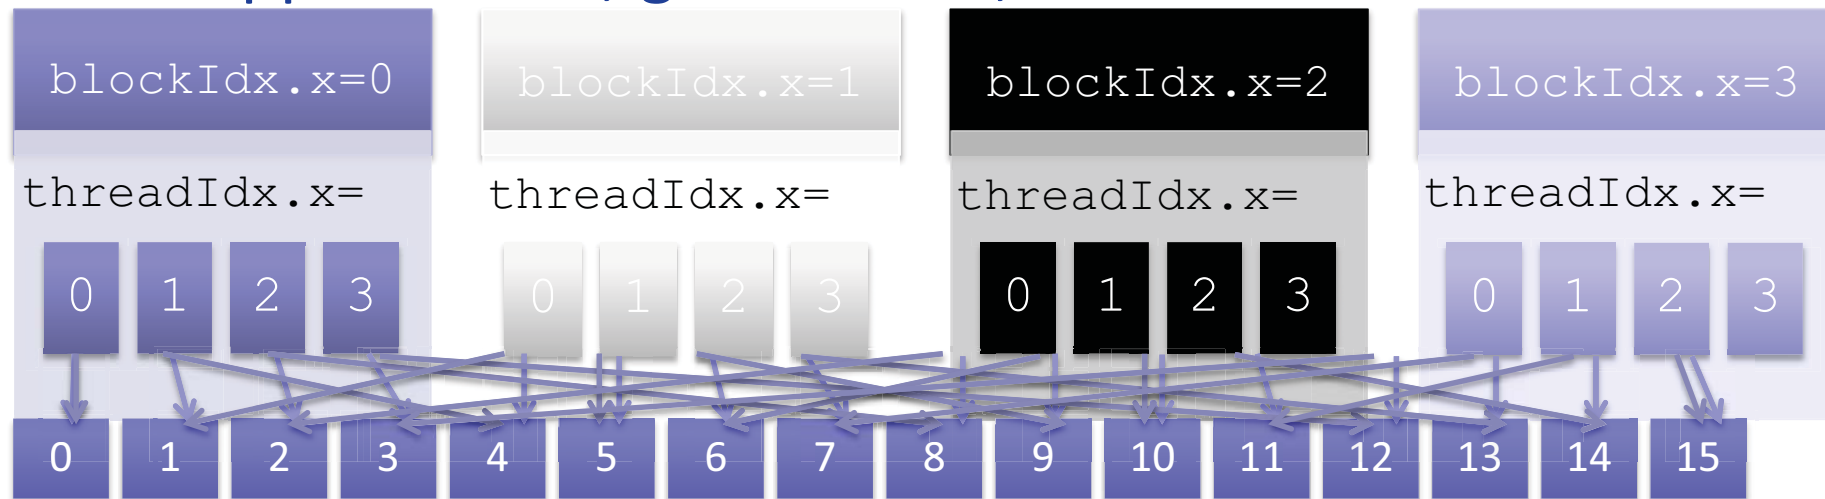 blockIdx.x=0 blockIdx.x=1 blockIdx.x=2 blockIdx.x=3
threadIdx.x= threadIdx.x= threadIdx.x= threadIdx.x=
0 1 2 3 0 1 2 3 0 1 2 3 0 1 2 3
0 1 2 3 4 5 6 7 8 9 10 11 12 13 14 15